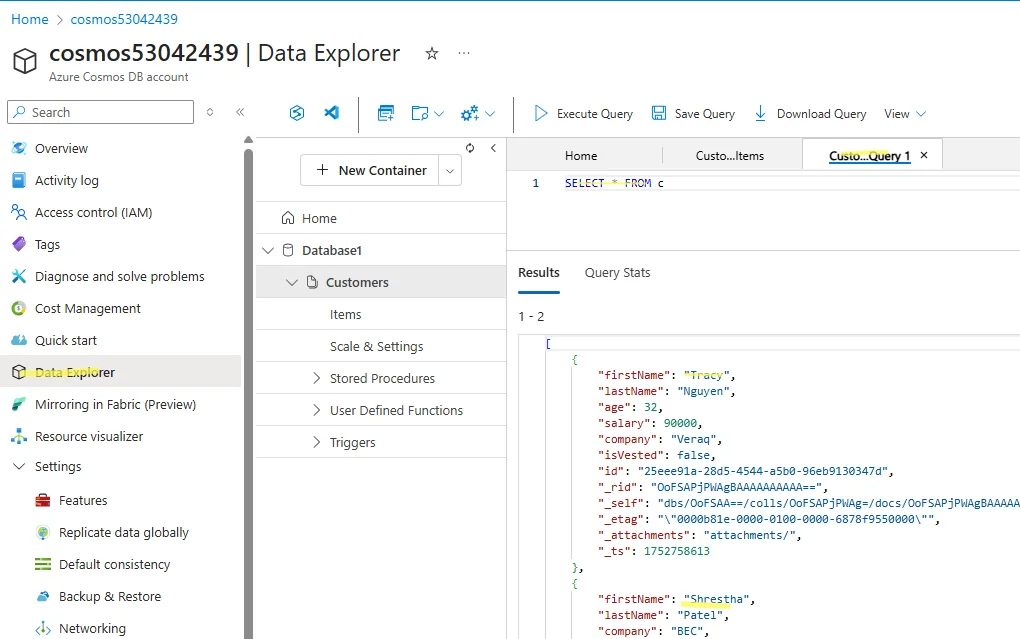 Home > cosmos53042439
cosmos53042439 | Data Explorer
Azure Cosmos DB account
Search
Overview
Activity log
Access control (IAM)
Tags
Diagnose and solve problems
Cost Management
Quick start
Data Explorer
Mirroring in Fabric (Preview)
Resource visualizer
Settings
Features
Replicate data globally
Default consistency
Backup & Restore
Networking
New Container
Home
Database1
Customers
Items
Scale & Settings
Stored Procedures
User Defined Functions
Triggers
Execute Query
Save Query
Download Query
View
Home
Custo...Items
Custo...Query 1
1 SELECT * FROM c
Results Query Stats
1 - 2
[
{
"firstName": "Tracy",
"lastName": "Nguyen",
"age": 32,
"salary": 90000,
"company": "Veraq",
"isVested": false,
"id": "25eee91a-28d5-4544-a5b0-96eb9130347d",
"_rid": "OoFSAPjPWAgBAAAAAAAAAA==",
"_self": "dbs/OoFSAA==/colls/OoFSAPjPWAg=/docs/OoFSAPjPWAgBAAAAA
"_etag": "\"0000b81e-0000-0100-0000-6878f9550000\"",
"_attachments": "attachments/",
"_ts": 1752758613
},
{
"firstName": "Shrestha",
"lastName": "Patel",
"company": "BEC",